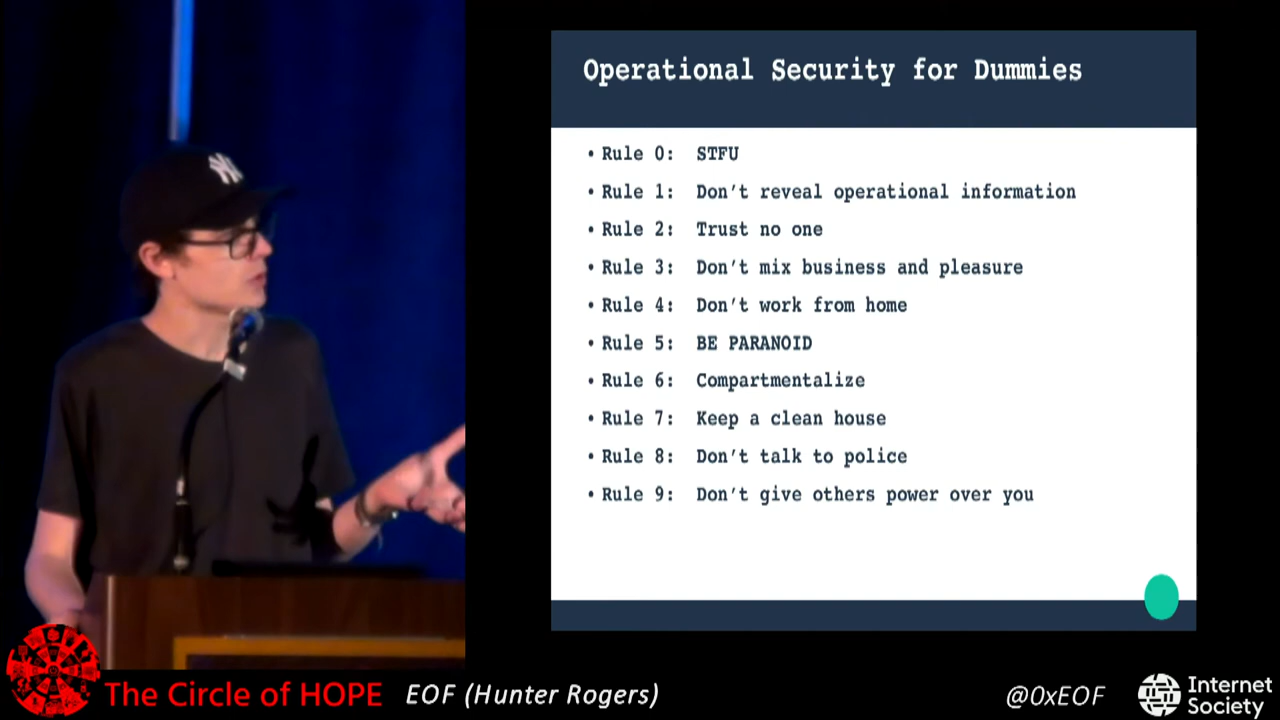 NY
Operational Security for Dummies
• Rule 0: STFU
• Rule 1: Don't reveal operational information
• Rule 2: Trust no one
• Rule 3: Don't mix business and pleasure
• Rule 4: Don't work from home
• Rule 5: BE PARANOID
• Rule 6: Compartmentalize
• Rule 7: Keep a clean house
• Rule 8: Don't talk to police
• Rule 9: Don't give others power over you
The Circle of HOPE EOF (Hunter Rogers) @0xEOF Internet
Society